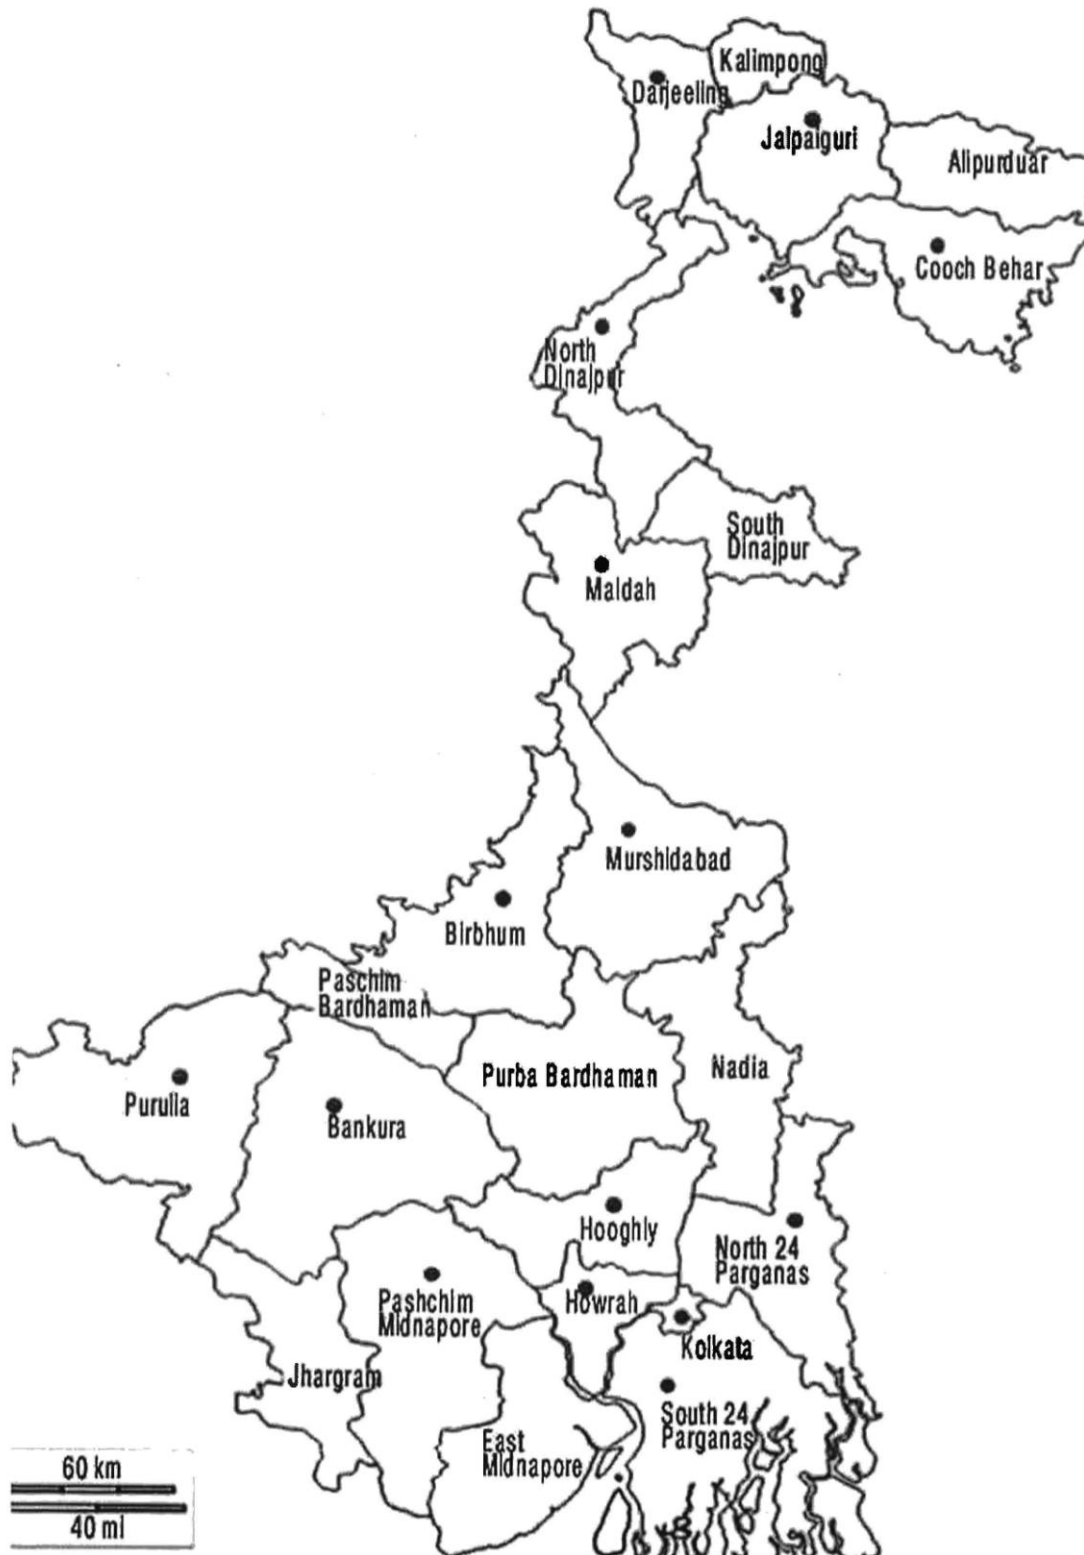 Kalimpong
Darjeeling
Jalpaiguri
Alipurduar
Cooch Behar
North
Dinajpur
South
Dinajpur
Maldah
Murshidabad
Birbhum
Paschim
Bardhaman
Purba Bardhaman
Nadia
Purulia
Bankura
Hooghly
North 24
Parganas
Pashchim
Midnapore
Howrah
Kolkata
Jhargram
South 24
Parganas
East
Midnapore
60 km
40 mi